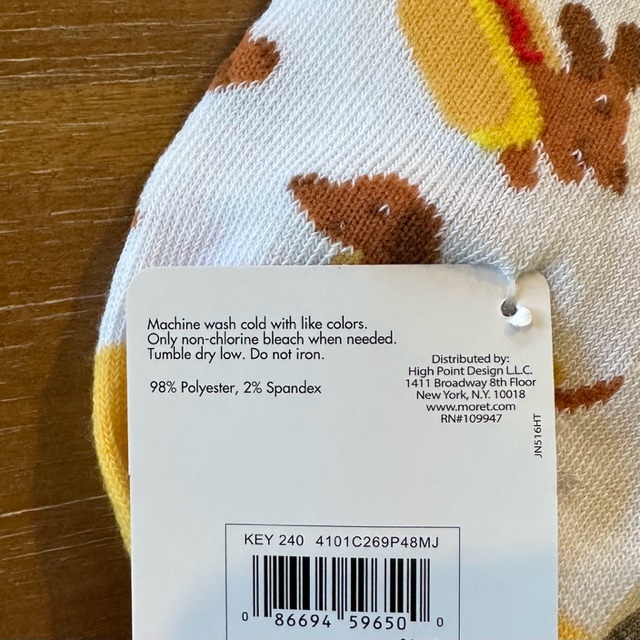 Machine wash cold with like colors.
Only non-chlorine bleach when needed.
Tumble dry low. Do not iron.
98% Polyester, 2% Spandex
Distributed by:
High Point Design L.L.C.
1411 Broadway 8th Floor
New York, N.Y. 10018
www.moret.com
RN#109947
JN516HT
KEY 240 4101C269P48MJ
0 86694 59650 0